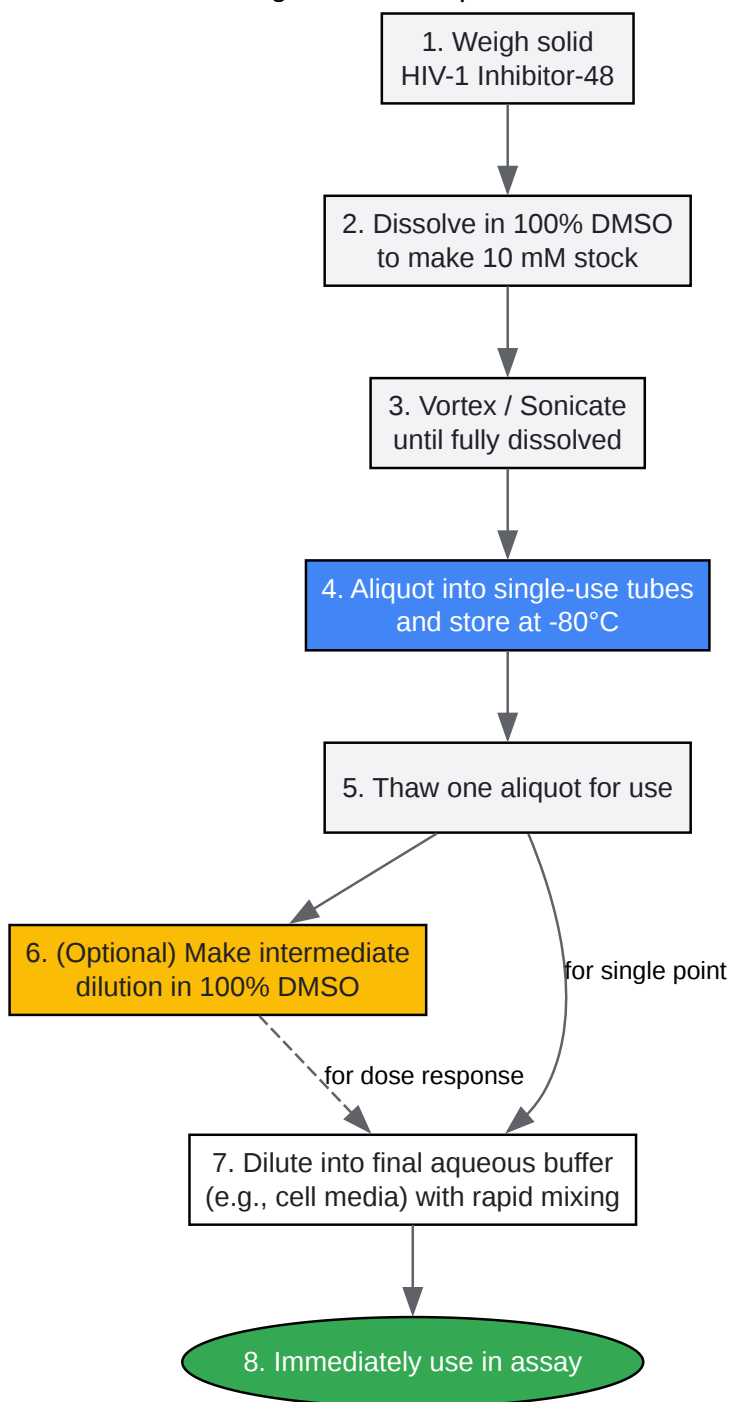 1. Weigh solid
HIV-1 Inhibitor-48
2. Dissolve in 100% DMSO
to make 10 mM stock
3. Vortex / Sonicate
until fully dissolved
4. Aliquot into single-use tubes
and store at -80°C
5. Thaw one aliquot for use
6. (Optional) Make intermediate
dilution in 100% DMSO
for single point
for dose response
7. Dilute into final aqueous buffer
(e.g., cell media) with rapid mixing
8. Immediately use in assay